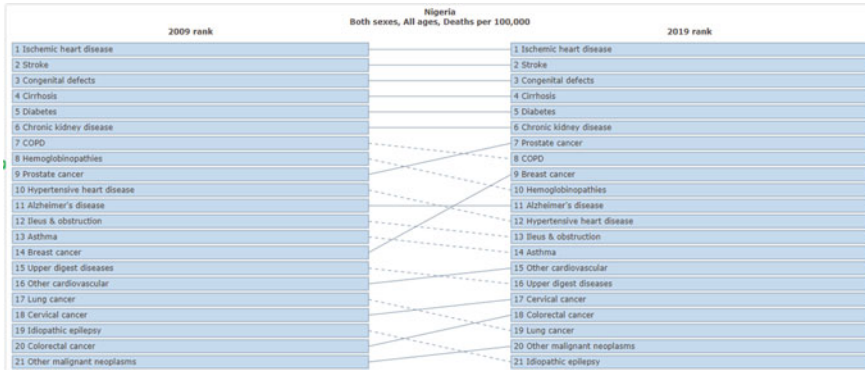 Nigeria
Both sexes, All ages, Deaths per 100,000
2009 rank
2019 rank
1 Ischemic heart disease
2 Stroke
3 Congenital defects
4 Cirrhosis
5 Diabetes
6 Chronic kidney disease
7 COPD
8 Hemoglobinopathies
9 Prostate cancer
10 Hypertensive heart disease
11 Alzheimer's disease
12 Ileus & obstruction
13 Asthma
14 Breast cancer
15 Upper digest diseases
16 Other cardiovascular
17 Lung cancer
18 Cervical cancer
19 Idiopathic epilepsy
20 Colorectal cancer
21 Other malignant neoplasms
1 Ischemic heart disease
2 Stroke
3 Congenital defects
4 Cirrhosis
5 Diabetes
6 Chronic kidney disease
7 Prostate cancer
8 COPD
9 Breast cancer
10 Hemoglobinopathies
11 Alzheimer's disease
12 Hypertensive heart disease
13 Ileus & obstruction
14 Asthma
15 Other cardiovascular
16 Upper digest diseases
17 Cervical cancer
18 Colorectal cancer
19 Lung cancer
20 Other malignant neoplasms
21 Idiopathic epilepsy